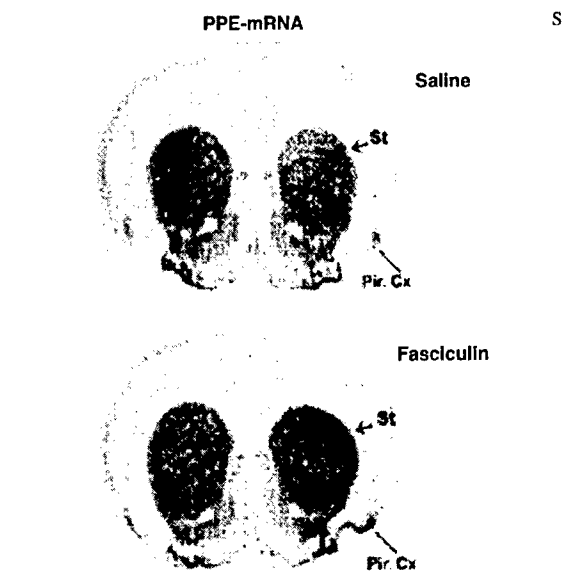 PPE-mRNA
S
Saline
St
Pir. Cx
Fasciculin
St
Pir. Cx